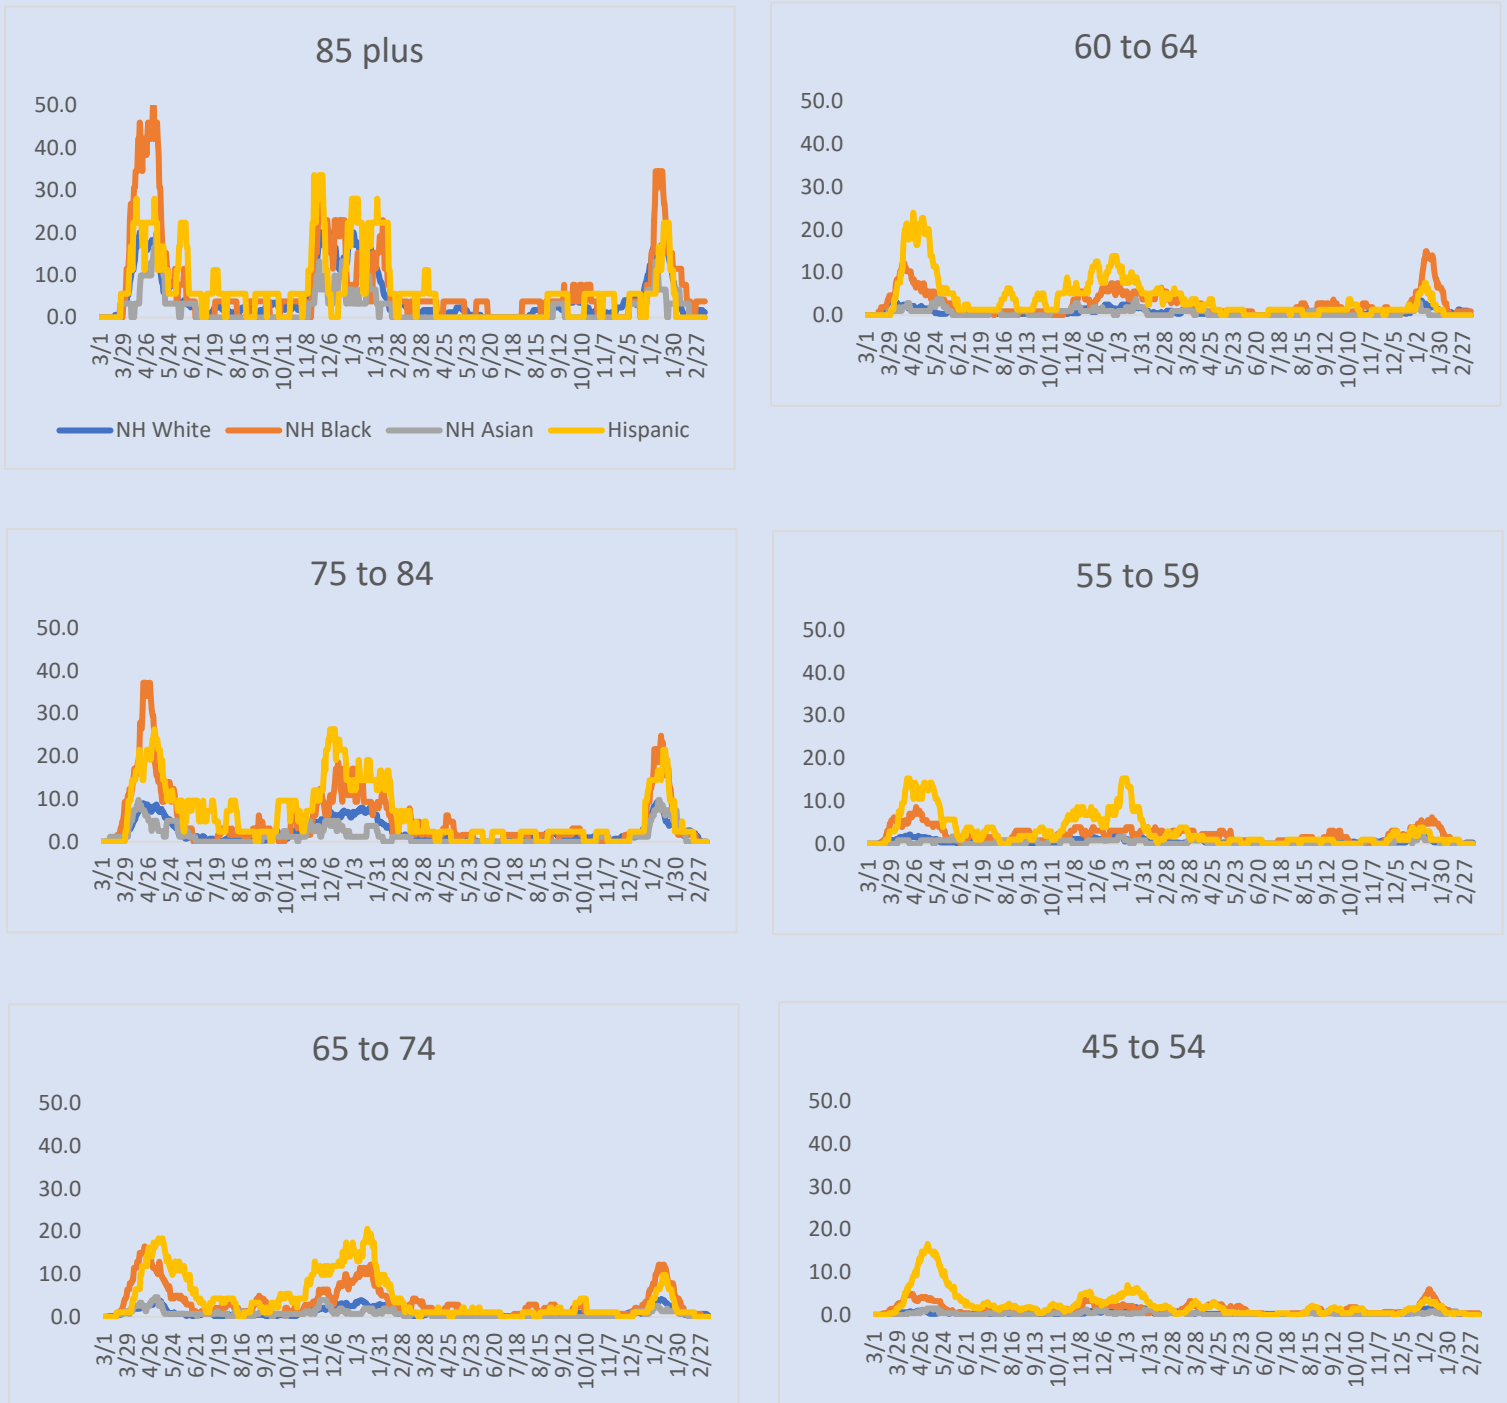 85 plus
50.0
40.0
30.0
20.0
10.0
0.0
3/1 3/29 4/26 5/24 6/21 7/19 8/16 9/13 10/11 11/8 12/6 1/3 1/31 2/28 3/28 4/25 5/23 6/20 7/18 8/15 9/12 10/10 11/7 12/5 1/2 1/30 2/27
NH White NH Black NH Asian Hispanic
60 to 64
50.0
40.0
30.0
20.0
10.0
0.0
3/1 3/29 4/26 5/24 6/21 7/19 8/16 9/13 10/11 11/8 12/6 1/3 1/31 2/28 3/28 4/25 5/23 6/20 7/18 8/15 9/12 10/10 11/7 12/5 1/2 1/30 2/27
75 to 84
50.0
40.0
30.0
20.0
10.0
0.0
3/1 3/29 4/26 5/24 6/21 7/19 8/16 9/13 10/11 11/8 12/6 1/3 1/31 2/28 3/28 4/25 5/23 6/20 7/18 8/15 9/12 10/10 11/7 12/5 1/2 1/30 2/27
55 to 59
50.0
40.0
30.0
20.0
10.0
0.0
3/1 3/29 4/26 5/24 6/21 7/19 8/16 9/13 10/11 11/8 12/6 1/3 1/31 2/28 3/28 4/25 5/23 6/20 7/18 8/15 9/12 10/10 11/7 12/5 1/2 1/30 2/27
65 to 74
50.0
40.0
30.0
20.0
10.0
0.0
3/1 3/29 4/26 5/24 6/21 7/19 8/16 9/13 10/11 11/8 12/6 1/3 1/31 2/28 3/28 4/25 5/23 6/20 7/18 8/15 9/12 10/10 11/7 12/5 1/2 1/30 2/27
45 to 54
50.0
40.0
30.0
20.0
10.0
0.0
3/1 3/29 4/26 5/24 6/21 7/19 8/16 9/13 10/11 11/8 12/6 1/3 1/31 2/28 3/28 4/25 5/23 6/20 7/18 8/15 9/12 10/10 11/7 12/5 1/2 1/30 2/27